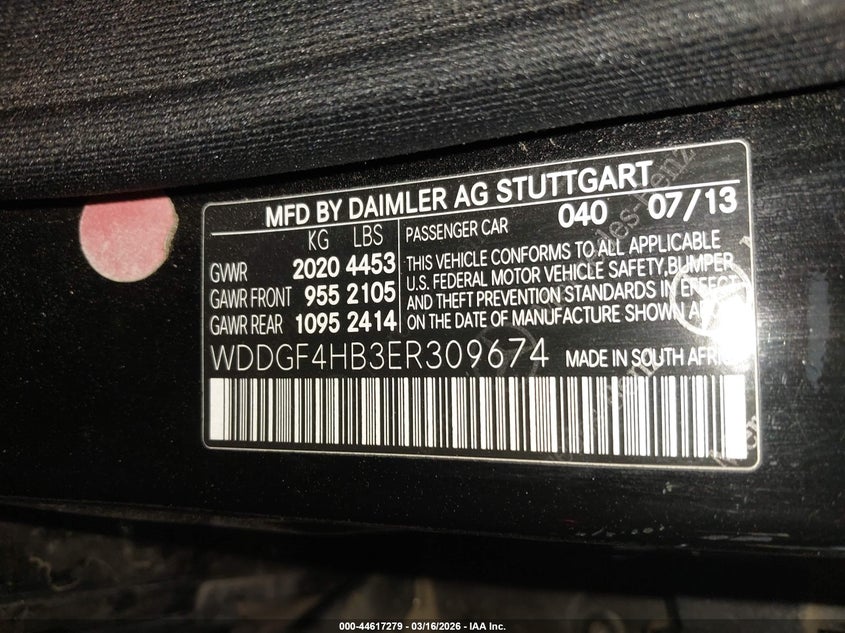 MFD BY DAIMLER AG STUTTGART
KG LBS PASSENGER CAR 040 07/13
GVWR 2020 4453 THIS VEHICLE CONFORMS TO ALL APPLICABLE
U.S. FEDERAL MOTOR VEHICLE SAFETY, BUMPER
GAWR FRONT 955 2105 AND THEFT PREVENTION STANDARDS IN EFFECT
GAWR REAR 1095 2414 ON THE DATE OF MANUFACTURE SHOWN
WDDGF4HB3ER309674 MADE IN SOUTH
000-44617279 - 03/16/2026 - IAA Inc.